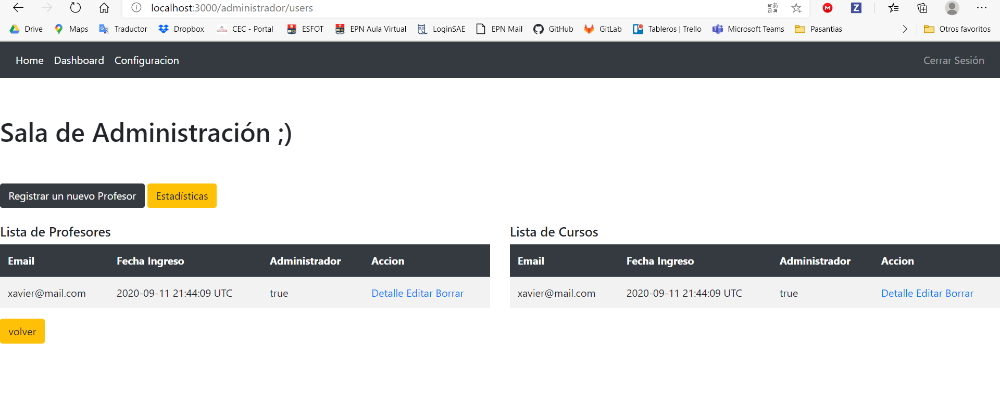 localhost:3000/administrador/users
Drive Maps Traductor Dropbox CEC - Portal ESFOT EPN Aula Virtual LoginSAE EPN Mail GitHub GitLab Tableros | Trello Microsoft Teams Pasantias Otros favoritos
Home Dashboard Configuracion Cerrar Sesión
Sala de Administración ;)
Registrar un nuevo Profesor Estadísticas
Lista de Profesores
Email Fecha Ingreso Administrador Accion
xavier@mail.com 2020-09-11 21:44:09 UTC true Detalle Editar Borrar
volver
Lista de Cursos
Email Fecha Ingreso Administrador Accion
xavier@mail.com 2020-09-11 21:44:09 UTC true Detalle Editar Borrar